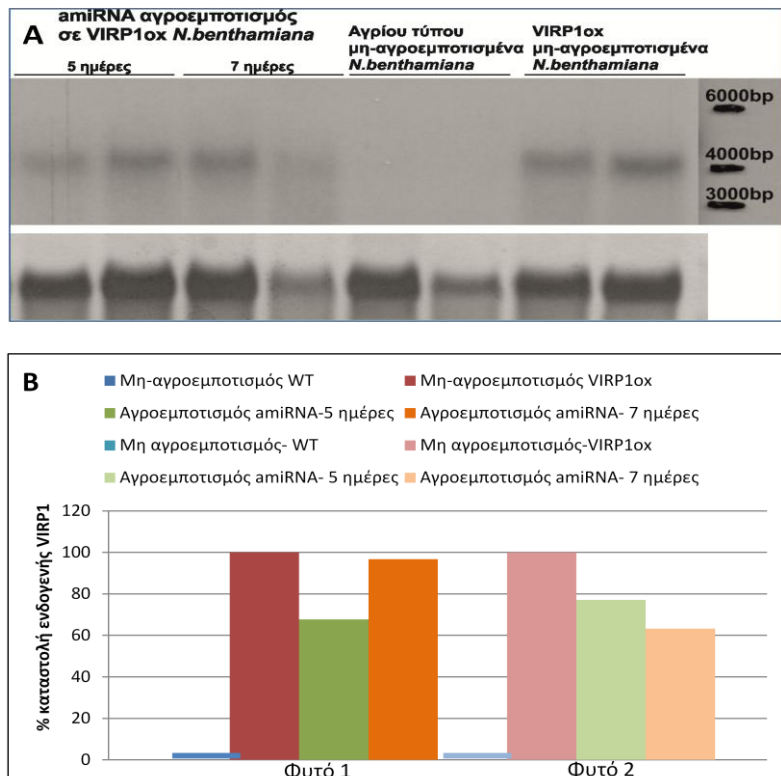 A
amiRNA αγροεμποτισμός
σε VIRP1ox N.benthamiana
5 ημέρες
7 ημέρες
Αγρίου τύπου
μη-αγροεμποτισμένα
N.benthamiana
VIRP1ox
μη-αγροεμποτισμένα
N.benthamiana
6000bp
4000bp
3000bp
B
Μη-αγροεμποτισμός WT
Μη-αγροεμποτισμός VIRP1ox
Αγροεμποτισμός amiRNA-5 ημέρες
Αγροεμποτισμός amiRNA- 7 ημέρες
Μη αγροεμποτισμός- WT
Μη αγροεμποτισμός-VIRP1ox
Αγροεμποτισμός amiRNA- 5 ημέρες
Αγροεμποτισμός amiRNA- 7 ημέρες
% καταστολή ενδογενής VIRP1
120
100
80
60
40
20
0
Φυτό 1
Φυτό 2